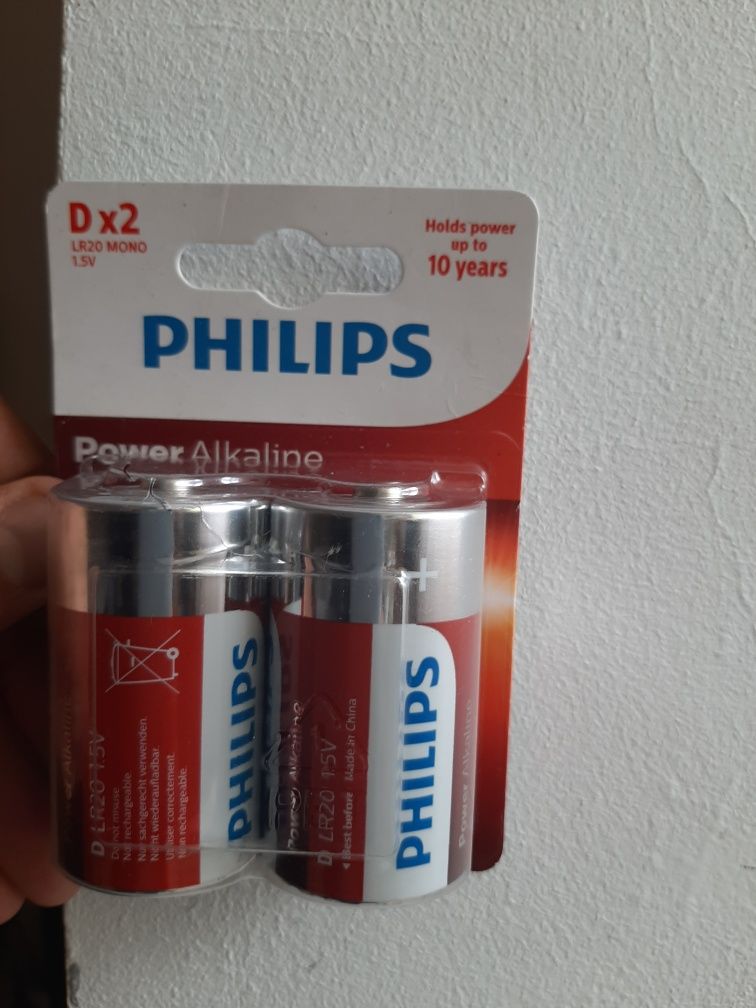 D x2
LR20 MONO
1.5V
Holds power
up to
10 years
PHILIPS
Power Alkaline
D LR20 1.5V
Do not misuse.
Not rechargeable.
Nur sachgerecht verwenden.
Nicht wiederaufladbar.
Utiliser correctement.
Non rechargeable.
PHILIPS
Power Alkaline
D LR20 1.5V
Best before Made in China
PHILIPS
Power Alkaline